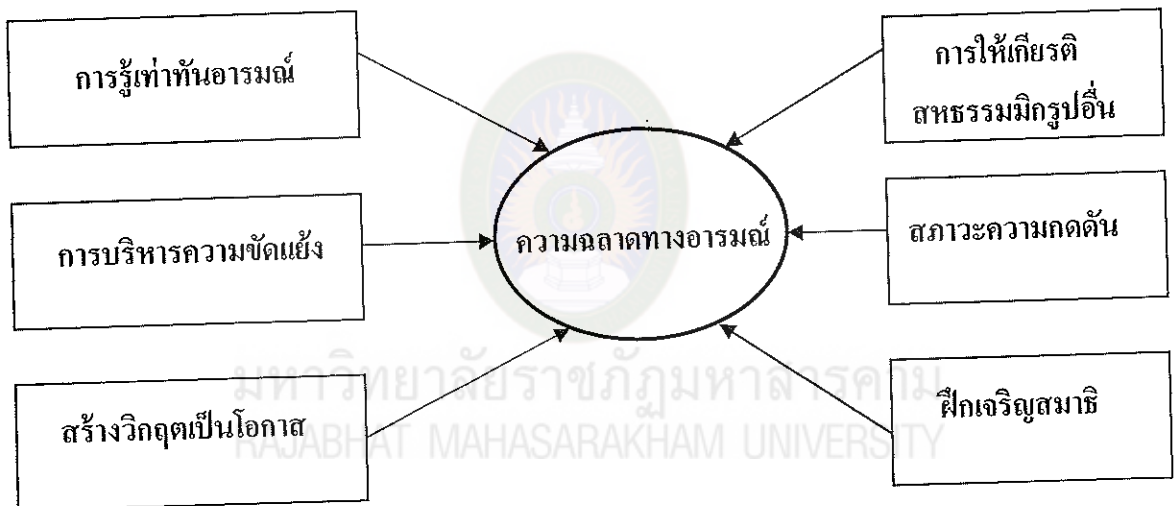 การรู้เท่าทันอารมณ์
การให้เกียรติ
สหธรรมมิกรูปอื่น
การบริหารความขัดแย้ง
ความฉลาดทางอารมณ์
สภาวะความกดดัน
สร้างวิกฤตเป็นโอกาส
ฝึกเจริญสมาธิ
มหาวิทยาลัยราชภัฏมหาสารคาม
RAJABHAT MAHASARAKHAM UNIVERSITY